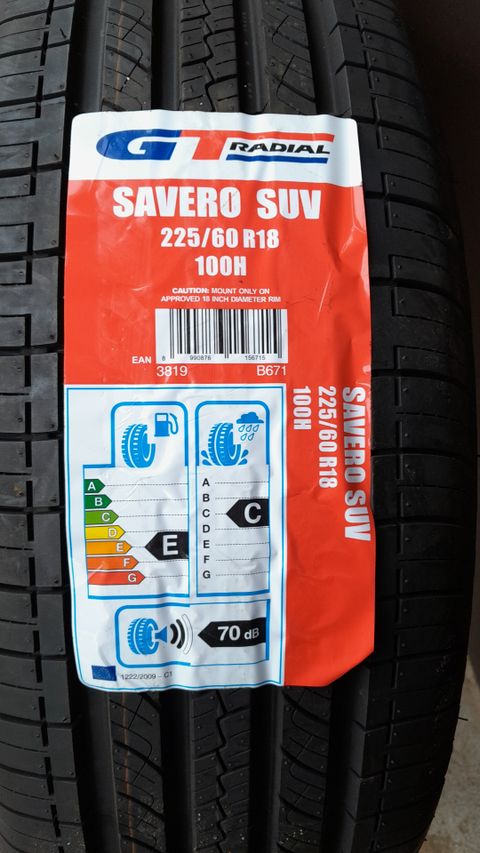 GT RADIAL
SAVERO SUV
225/60 R18
100H
CAUTION: MOUNT ONLY ON
APPROVED 18 INCH DIAMETER RIM
EAN 8 990876 156715
3819 B671
SAVERO SUV
225/60 R18
100H
A
B
C
D
E
F
G
E
A
B
C
D
E
F
G
C
70 dB
1222/2009 - C1